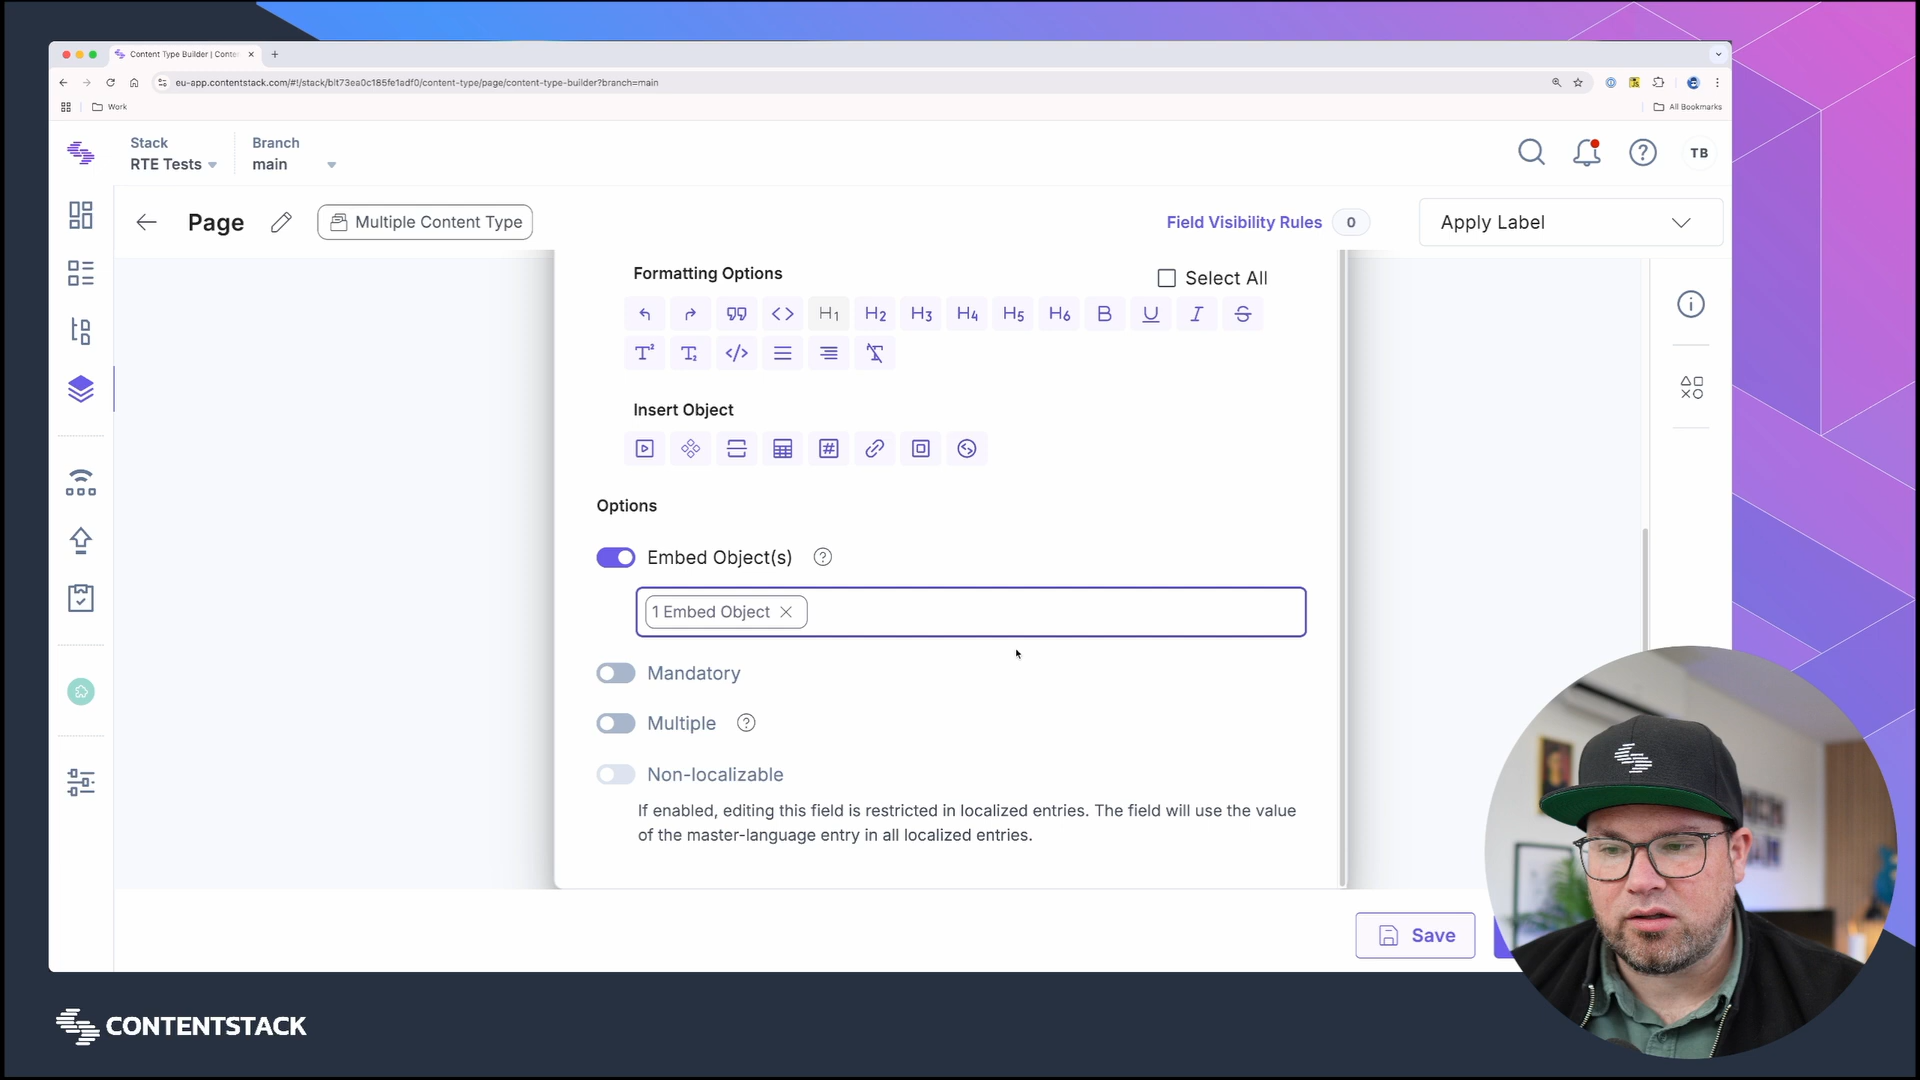 Content Type Builder | Conte
eu-app.contentstack.com/#!/stack/blt73ea0c185fe1adf0/content-type/page/content-type-builder?branch=main
Work
All Bookmarks
Stack
RTE Tests
Branch
main
TB
Page
Multiple Content Type
Field Visibility Rules 0
Apply Label
Formatting Options
Select All
H1 H2 H3 H4 H5 H6 B U I S
T² T₂
Insert Object
Options
Embed Object(s)
1 Embed Object
Mandatory
Multiple
Non-localizable
If enabled, editing this field is restricted in localized entries. The field will use the value
of the master-language entry in all localized entries.
Save
CONTENTSTACK